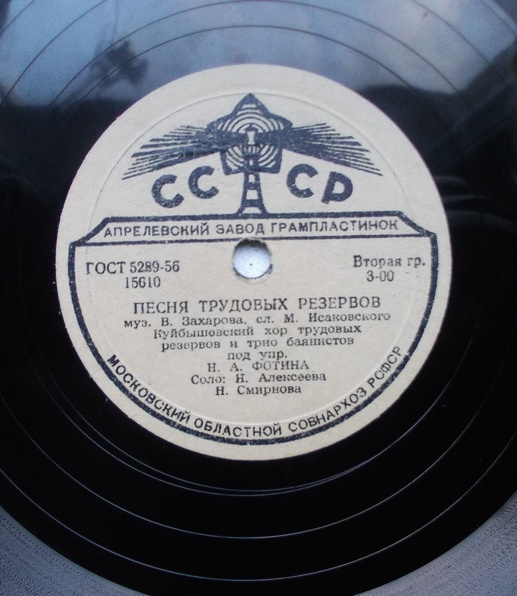 СССР
АПРЕЛЕВСКИЙ ЗАВОД ГРАМПЛАСТИНОК
ГОСТ 5289-56
15610
Вторая гр.
3-00
ПЕСНЯ ТРУДОВЫХ РЕЗЕРВОВ
муз. В. Захарова, сл. М. Исаковского
Куйбышевский хор трудовых
резервов и трио баянистов
под упр.
Н. А. ФОТИНА
Соло: Н. Алексеева
Н. Смирнова
МОСКОВСКИЙ ОБЛАСТНОЙ СОВНАРХОЗ РСФСР